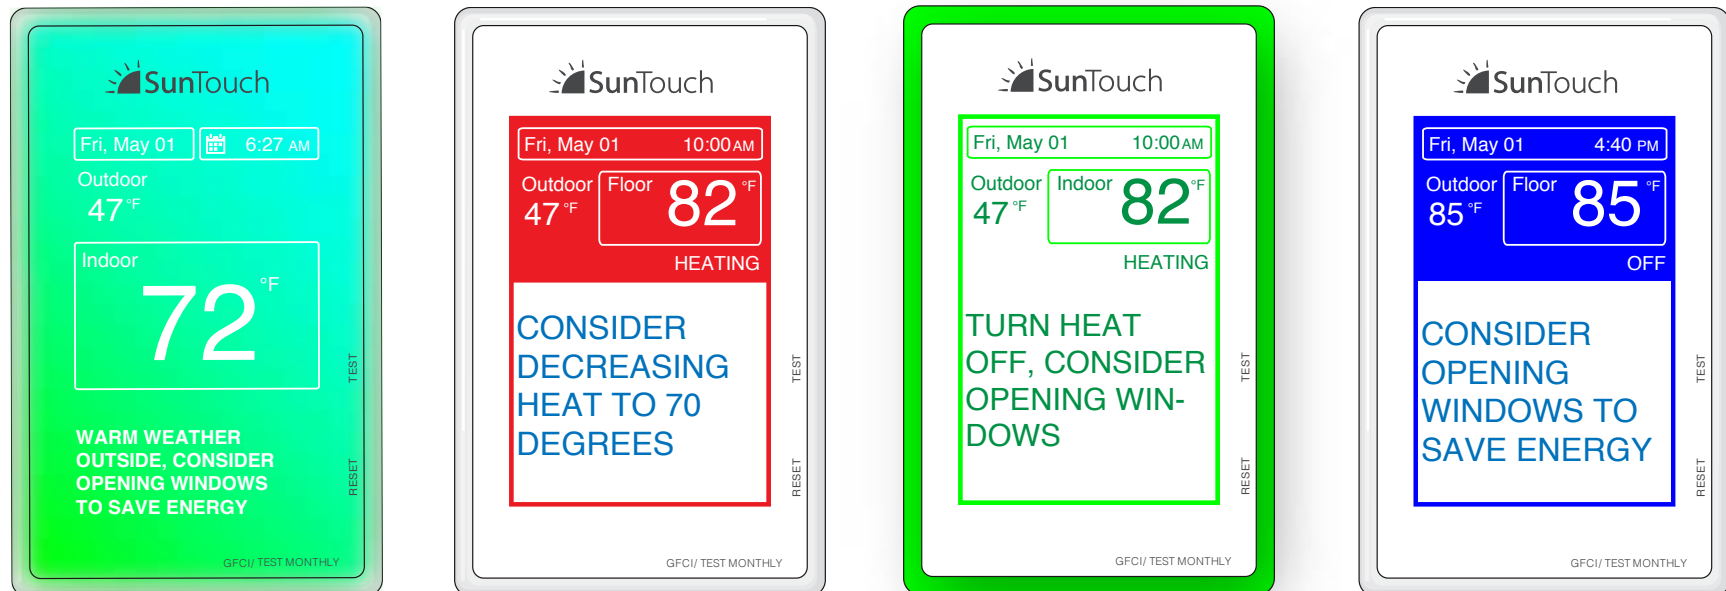 SunTouch
Fri, May 01
6:27 AM
Outdoor
47 °F
Indoor
72 °F
WARM WEATHER
OUTSIDE, CONSIDER
OPENING WINDOWS
TO SAVE ENERGY
TEST
RESET
GFCI/ TEST MONTHLY
SunTouch
Fri, May 01 10:00 AM
Outdoor
47 °F
Floor
82 °F
HEATING
CONSIDER
DECREASING
HEAT TO 70
DEGREES
TEST
RESET
GFCI/ TEST MONTHLY
SunTouch
Fri, May 01 10:00 AM
Outdoor
47 °F
Indoor
82 °F
HEATING
TURN HEAT
OFF, CONSIDER
OPENING WIN-
DOWS
TEST
RESET
GFCI/ TEST MONTHLY
SunTouch
Fri, May 01 4:40 PM
Outdoor
85 °F
Floor
85 °F
OFF
CONSIDER
OPENING
WINDOWS TO
SAVE ENERGY
TEST
RESET
GFCI/ TEST MONTHLY